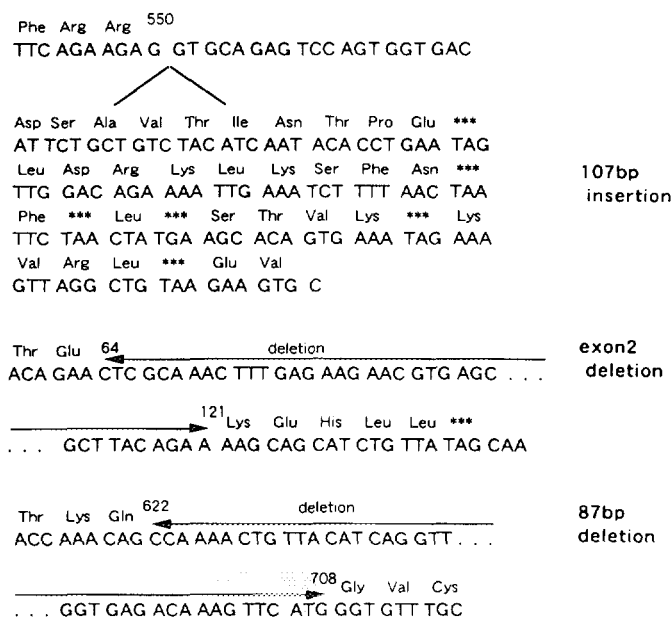 Phe Arg Arg 550
TTC AGA AGA G GT GCA GAG TCC AGT GGT GAC
Asp Ser Ala Val Thr Ile Asn Thr Pro Glu ***
AT TCT GCT GTC TAC ATC AAT ACA CCT GAA TAG
Leu Asp Arg Lys Leu Lys Ser Phe Asn ***
TTG GAC AGA AAA TTG AAA TCT TTT AAC TAA
107bp
insertion
Phe *** Leu *** Ser Thr Val Lys *** Lys
TTC TAA CTA TGA AGC ACA GTG AAA TAG AAA
Val Arg Leu *** Glu Val
GTT AGG CTG TAA GAA GTG C
Thr Glu 64 deletion
ACA GAA CTC GCA AAC TTT GAG AAG AAC GTG AGC . . .
exon2
deletion
121 Lys Glu His Leu Leu ***
. . . GCT TAC AGA A AAG CAG CAT CTG TTA TAG CAA
Thr Lys Gln 622 deletion
ACC AAA CAG CCA AAA CTG TTA CAT CAG GTT . . .
87bp
deletion
708 Gly Val Cys
. . . GGT GAG ACA AAG TTC ATG GGT GTT TGC